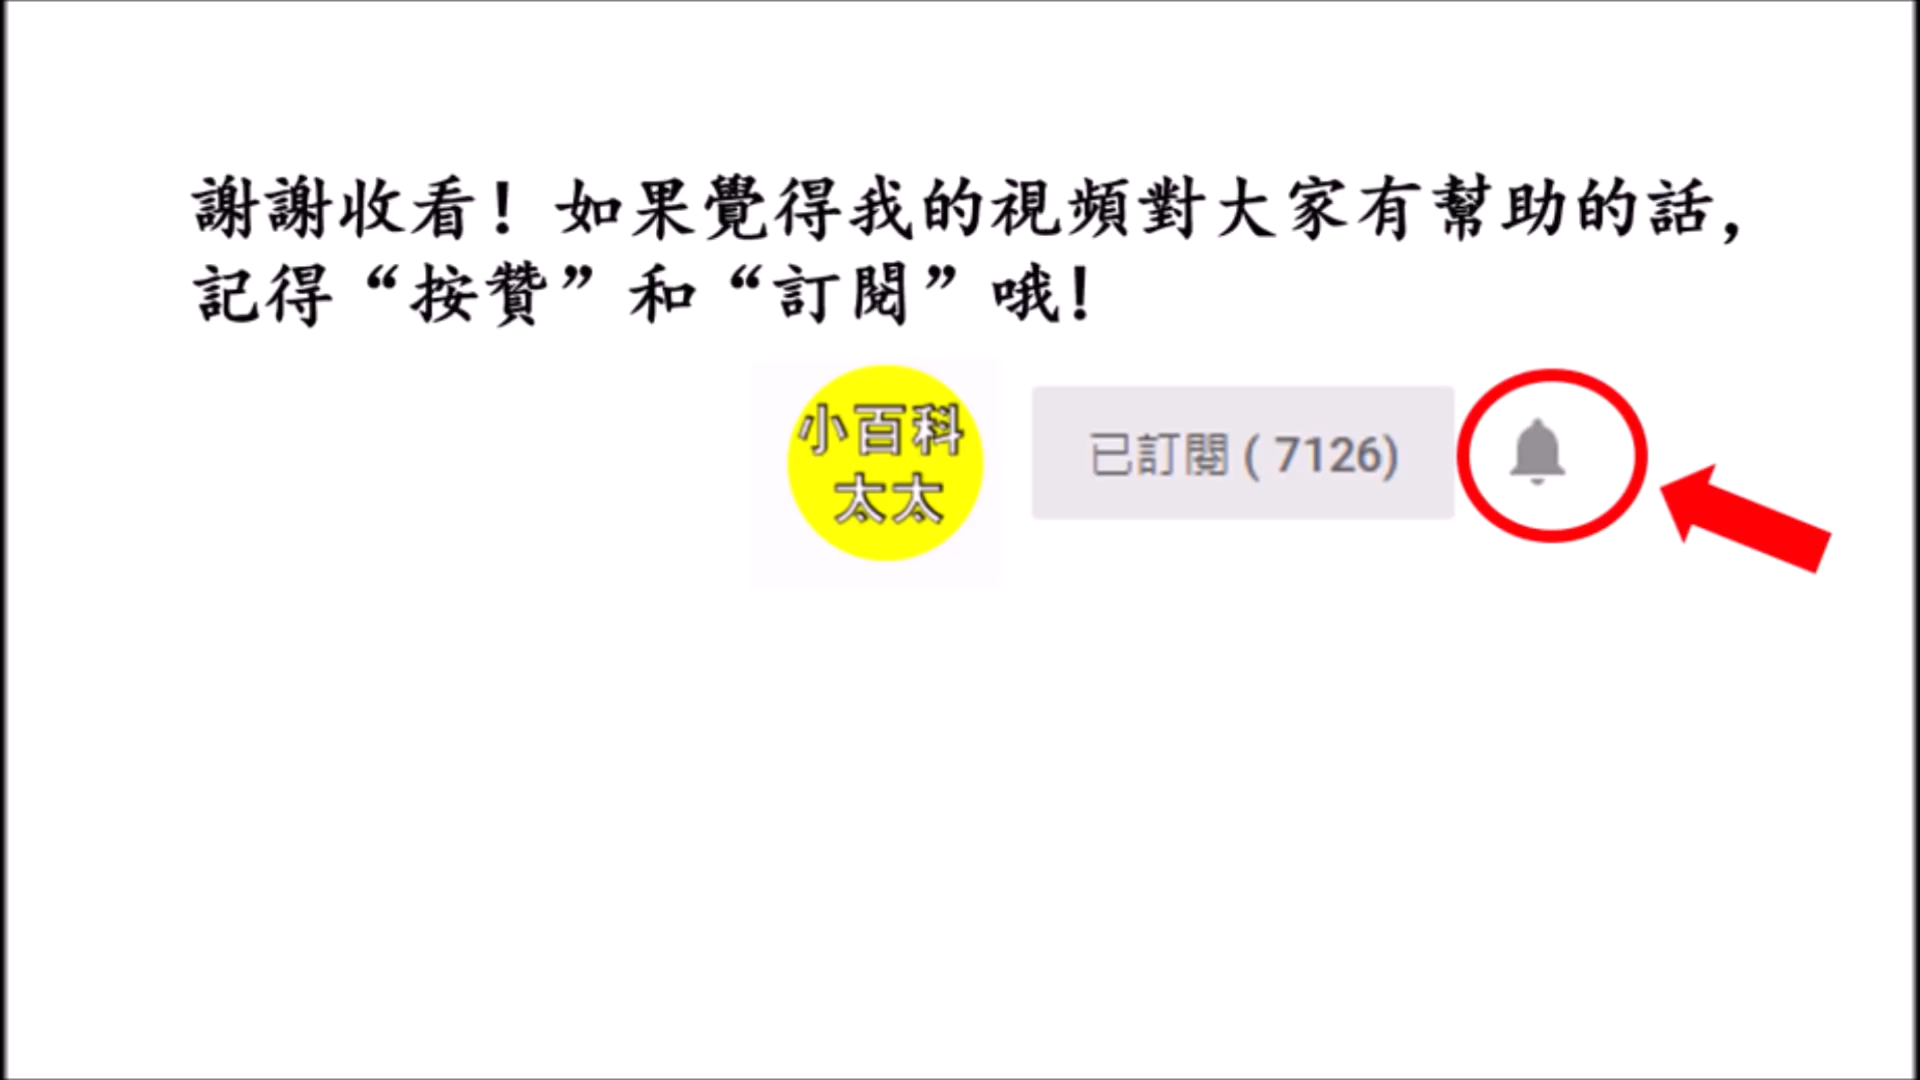 謝謝收看！如果覺得我的視頻對大家有幫助的話，
記得“按贊”和“訂閱”哦！
小百科
太太
已訂閱 ( 7126)